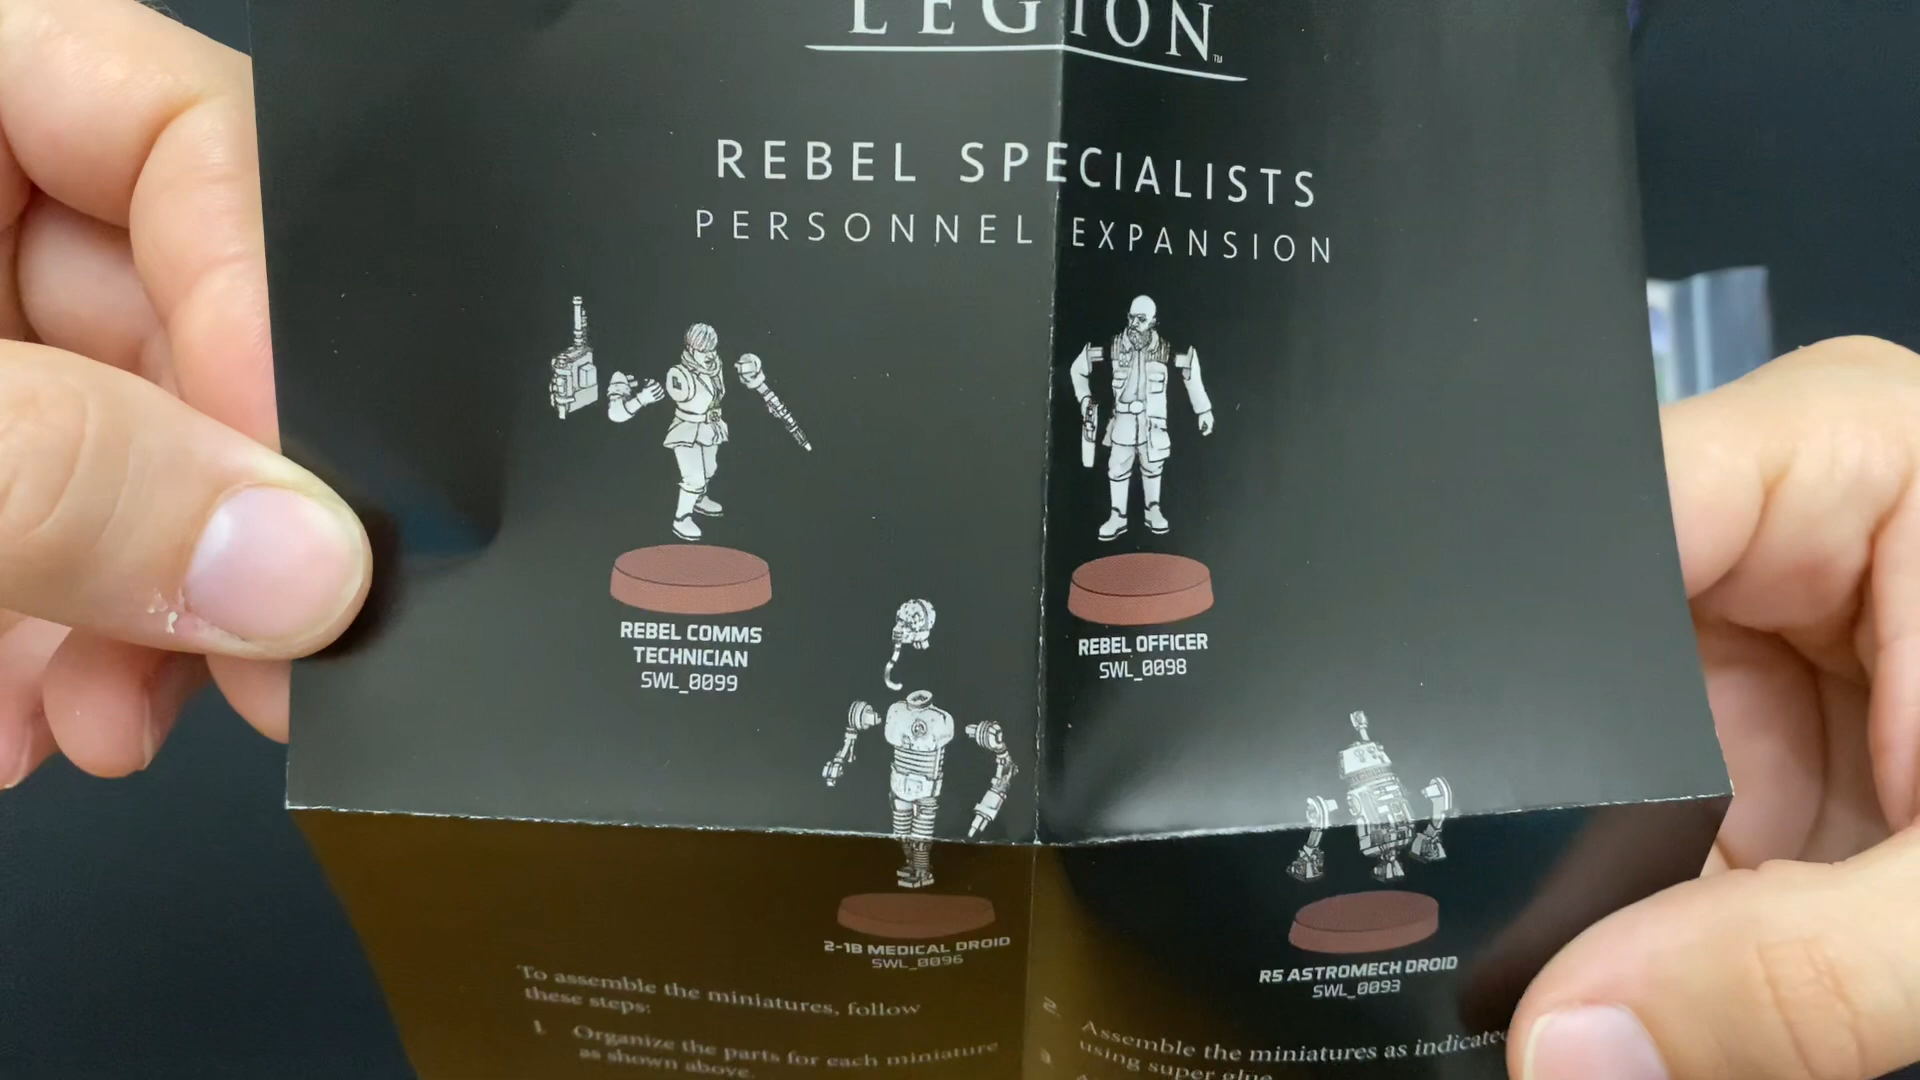 LEGION™
REBEL SPECIALISTS
PERSONNEL EXPANSION
REBEL COMMS
TECHNICIAN
SWL_0099
REBEL OFFICER
SWL_0098
2-1B MEDICAL DROID
SWL_0096
R5 ASTROMECH DROID
SWL_0093
To assemble the miniatures, follow
these steps:
1. Organize the parts for each miniature
as shown above.
2.
Assemble the miniatures as indicated
using super glue.